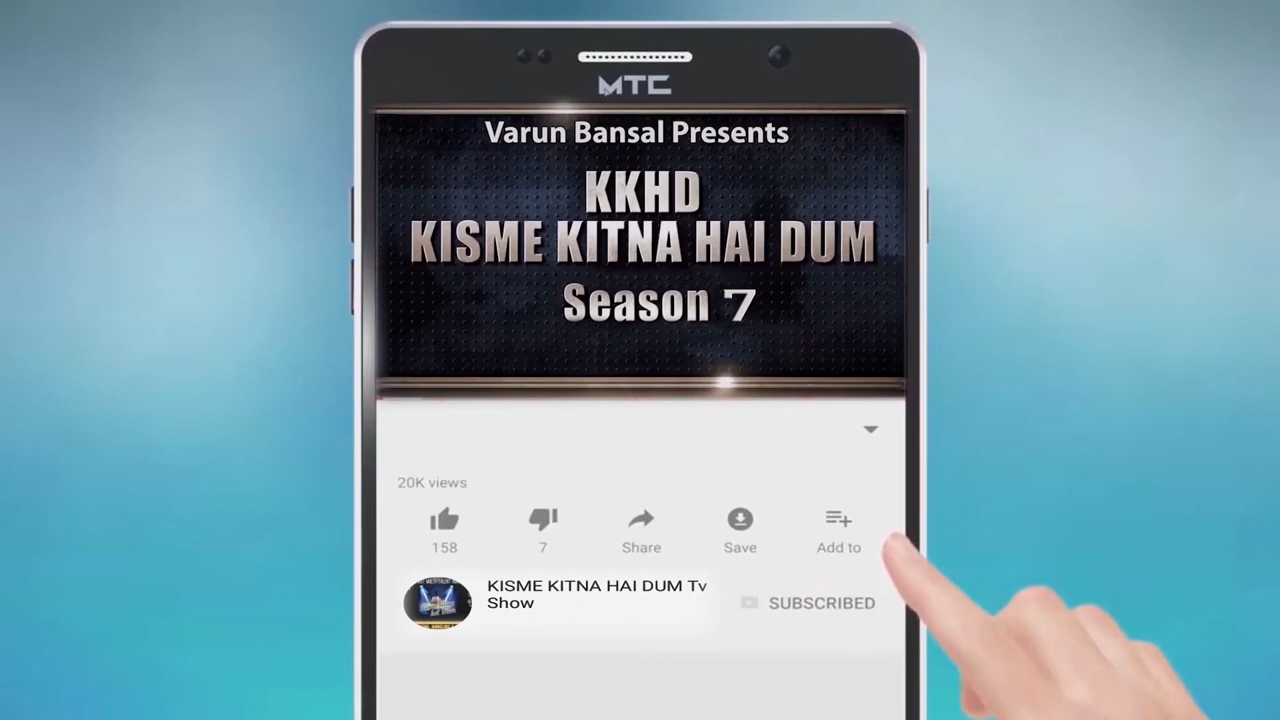 MTC
Varun Bansal Presents
KKHD
KISME KITNA HAI DUM
Season 7
20K views
158
7
Share
Save
Add to
KISME KITNA HAI DUM Tv
Show
SUBSCRIBED